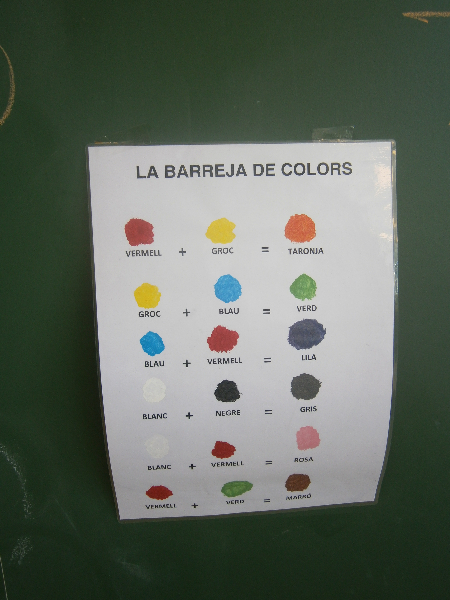 LA BARREJA DE COLORS
VERMELL + GROC = TARONJA
GROC + BLAU = VERD
BLAU + VERMELL = LILA
BLANC + NEGRE = GRIS
BLANC + VERMELL = ROSA
VERMELL + VERD = MARRÓ